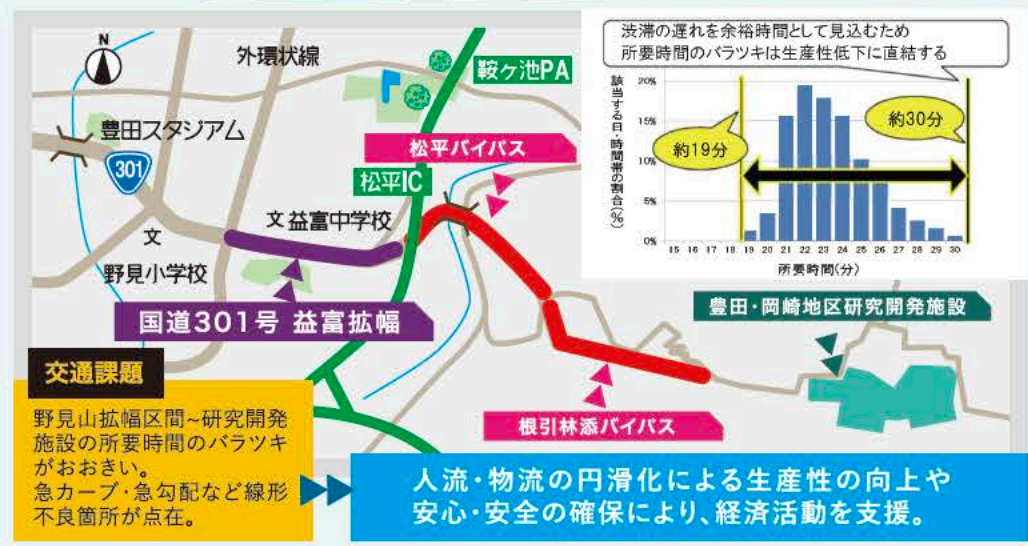 N
外環状線
鞍ヶ池PA
P
豊田スタジアム
301
松平バイパス
松平IC
文 益富中学校
文
野見小学校
国道301号 益富拡幅
渋滞の遅れを余裕時間として見込むため
所要時間のバラツキは生産性低下に直結する
該当する日・時間帯の割合(%)
20%
15%
10%
5%
0%
約19分
約30分
15 16 17 18 19 20 21 22 23 24 25 26 27 28 29 30
所要時間(分)
豊田・岡崎地区研究開発施設
根引林添バイパス
交通課題
野見山拡幅区間~研究開発
施設の所要時間のバラツキ
がおおきい。
急カーブ・急勾配など線形
不良箇所が点在。
人流・物流の円滑化による生産性の向上や
安心・安全の確保により、経済活動を支援。